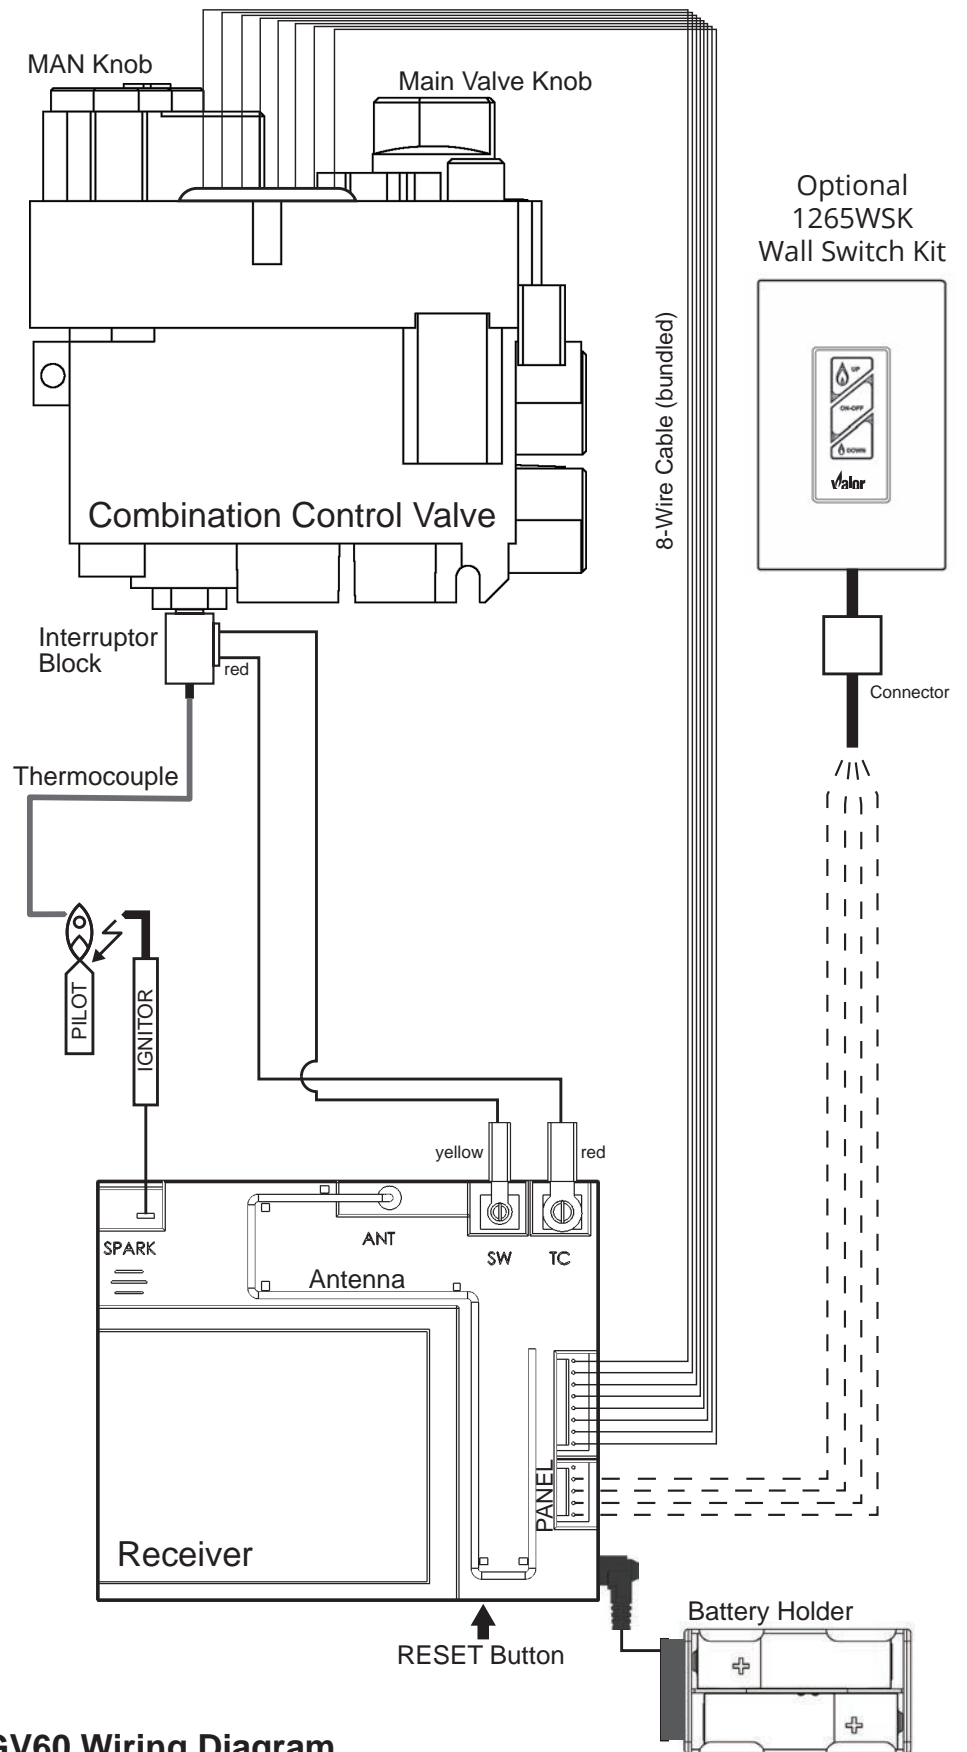 MAN Knob
Main Valve Knob
Optional
1265WSK
Wall Switch Kit
8-Wire Cable (bundled)
UP
ON-OFF
DOWN
Valor
Combination Control Valve
Interruptor
Block
red
Connector
Thermocouple
PILOT
IGNITOR
yellow
red
SPARK
ANT
SW
TC
Antenna
PANEL
Receiver
RESET Button
Battery Holder
+
+
GV60 Wiring Diagram